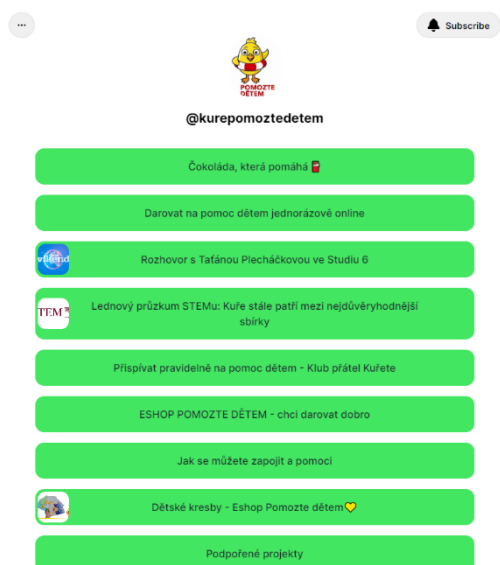 ...
Subscribe
POMOZTE
DĚTEM
@kurepomoztedetem
Čokoláda, která pomáhá
Darovat na pomoc dětem jednorázově online
Rozhovor s Taťánou Plecháčkovou ve Studiu 6
TEM
Lednový průzkum STEMu: Kuře stále patří mezi nejdůvěryhodnější
sbírky
Přispívat pravidelně na pomoc dětem - Klub přátel Kuřete
ESHOP POMOZTE DĚTEM - chci darovat dobro
Jak se můžete zapojit a pomoci
Dětské kresby - Eshop Pomozte dětem💛
Podpořené projekty